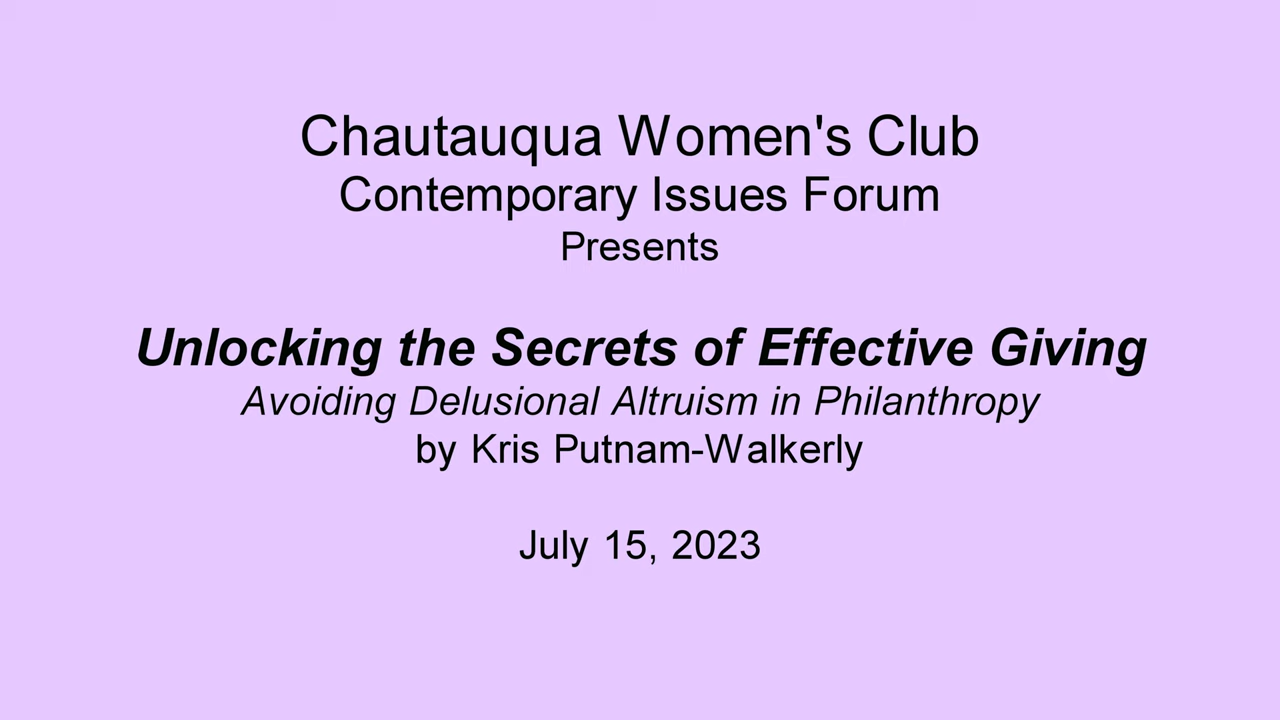 Chautauqua Women's Club
Contemporary Issues Forum
Presents
Unlocking the Secrets of Effective Giving
Avoiding Delusional Altruism in Philanthropy
by Kris Putnam-Walkerly
July 15, 2023